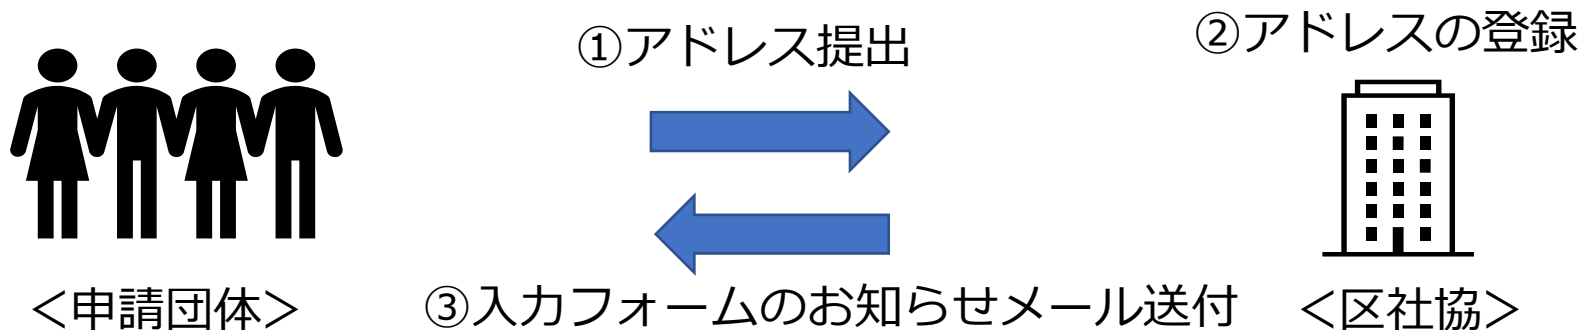 ①アドレス提出
②アドレスの登録
③入力フォームのお知らせメール送付
＜申請団体＞
＜区社協＞